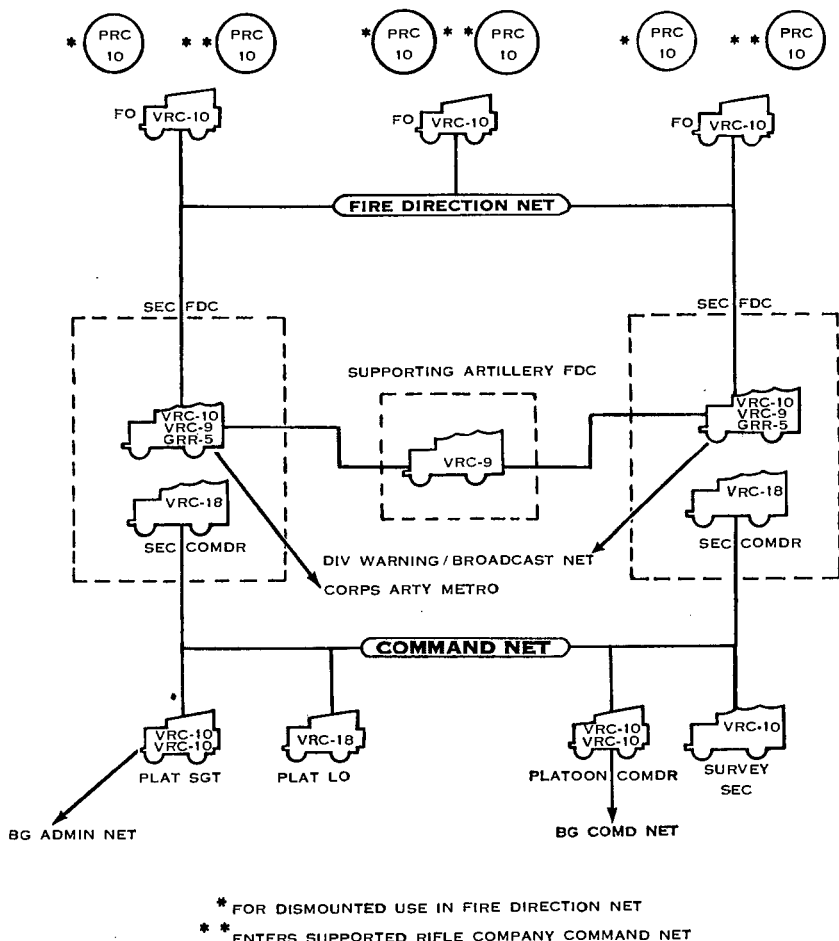 * PRC 10
** PRC 10
* PRC 10
** PRC 10
* PRC 10
** PRC 10
FO VRC-10
FO VRC-10
FO VRC-10
FIRE DIRECTION NET
SEC FDC
SEC FDC
SUPPORTING ARTILLERY FDC
VRC-10
VRC-9
GRR-5
VRC-9
VRC-10
VRC-9
GRR-5
VRC-18
VRC-18
SEC COMDR
SEC COMDR
DIV WARNING/BROADCAST NET
CORPS ARTY METRO
COMMAND NET
VRC-10
VRC-10
VRC-18
VRC-10
VRC-10
VRC-10
PLAT SGT
PLAT LO
PLATOON COMDR
SURVEY
SEC
BG ADMIN NET
BG COMD NET
* FOR DISMOUNTED USE IN FIRE DIRECTION NET
** ENTERS SUPPORTED RIFLE COMPANY COMMAND NET